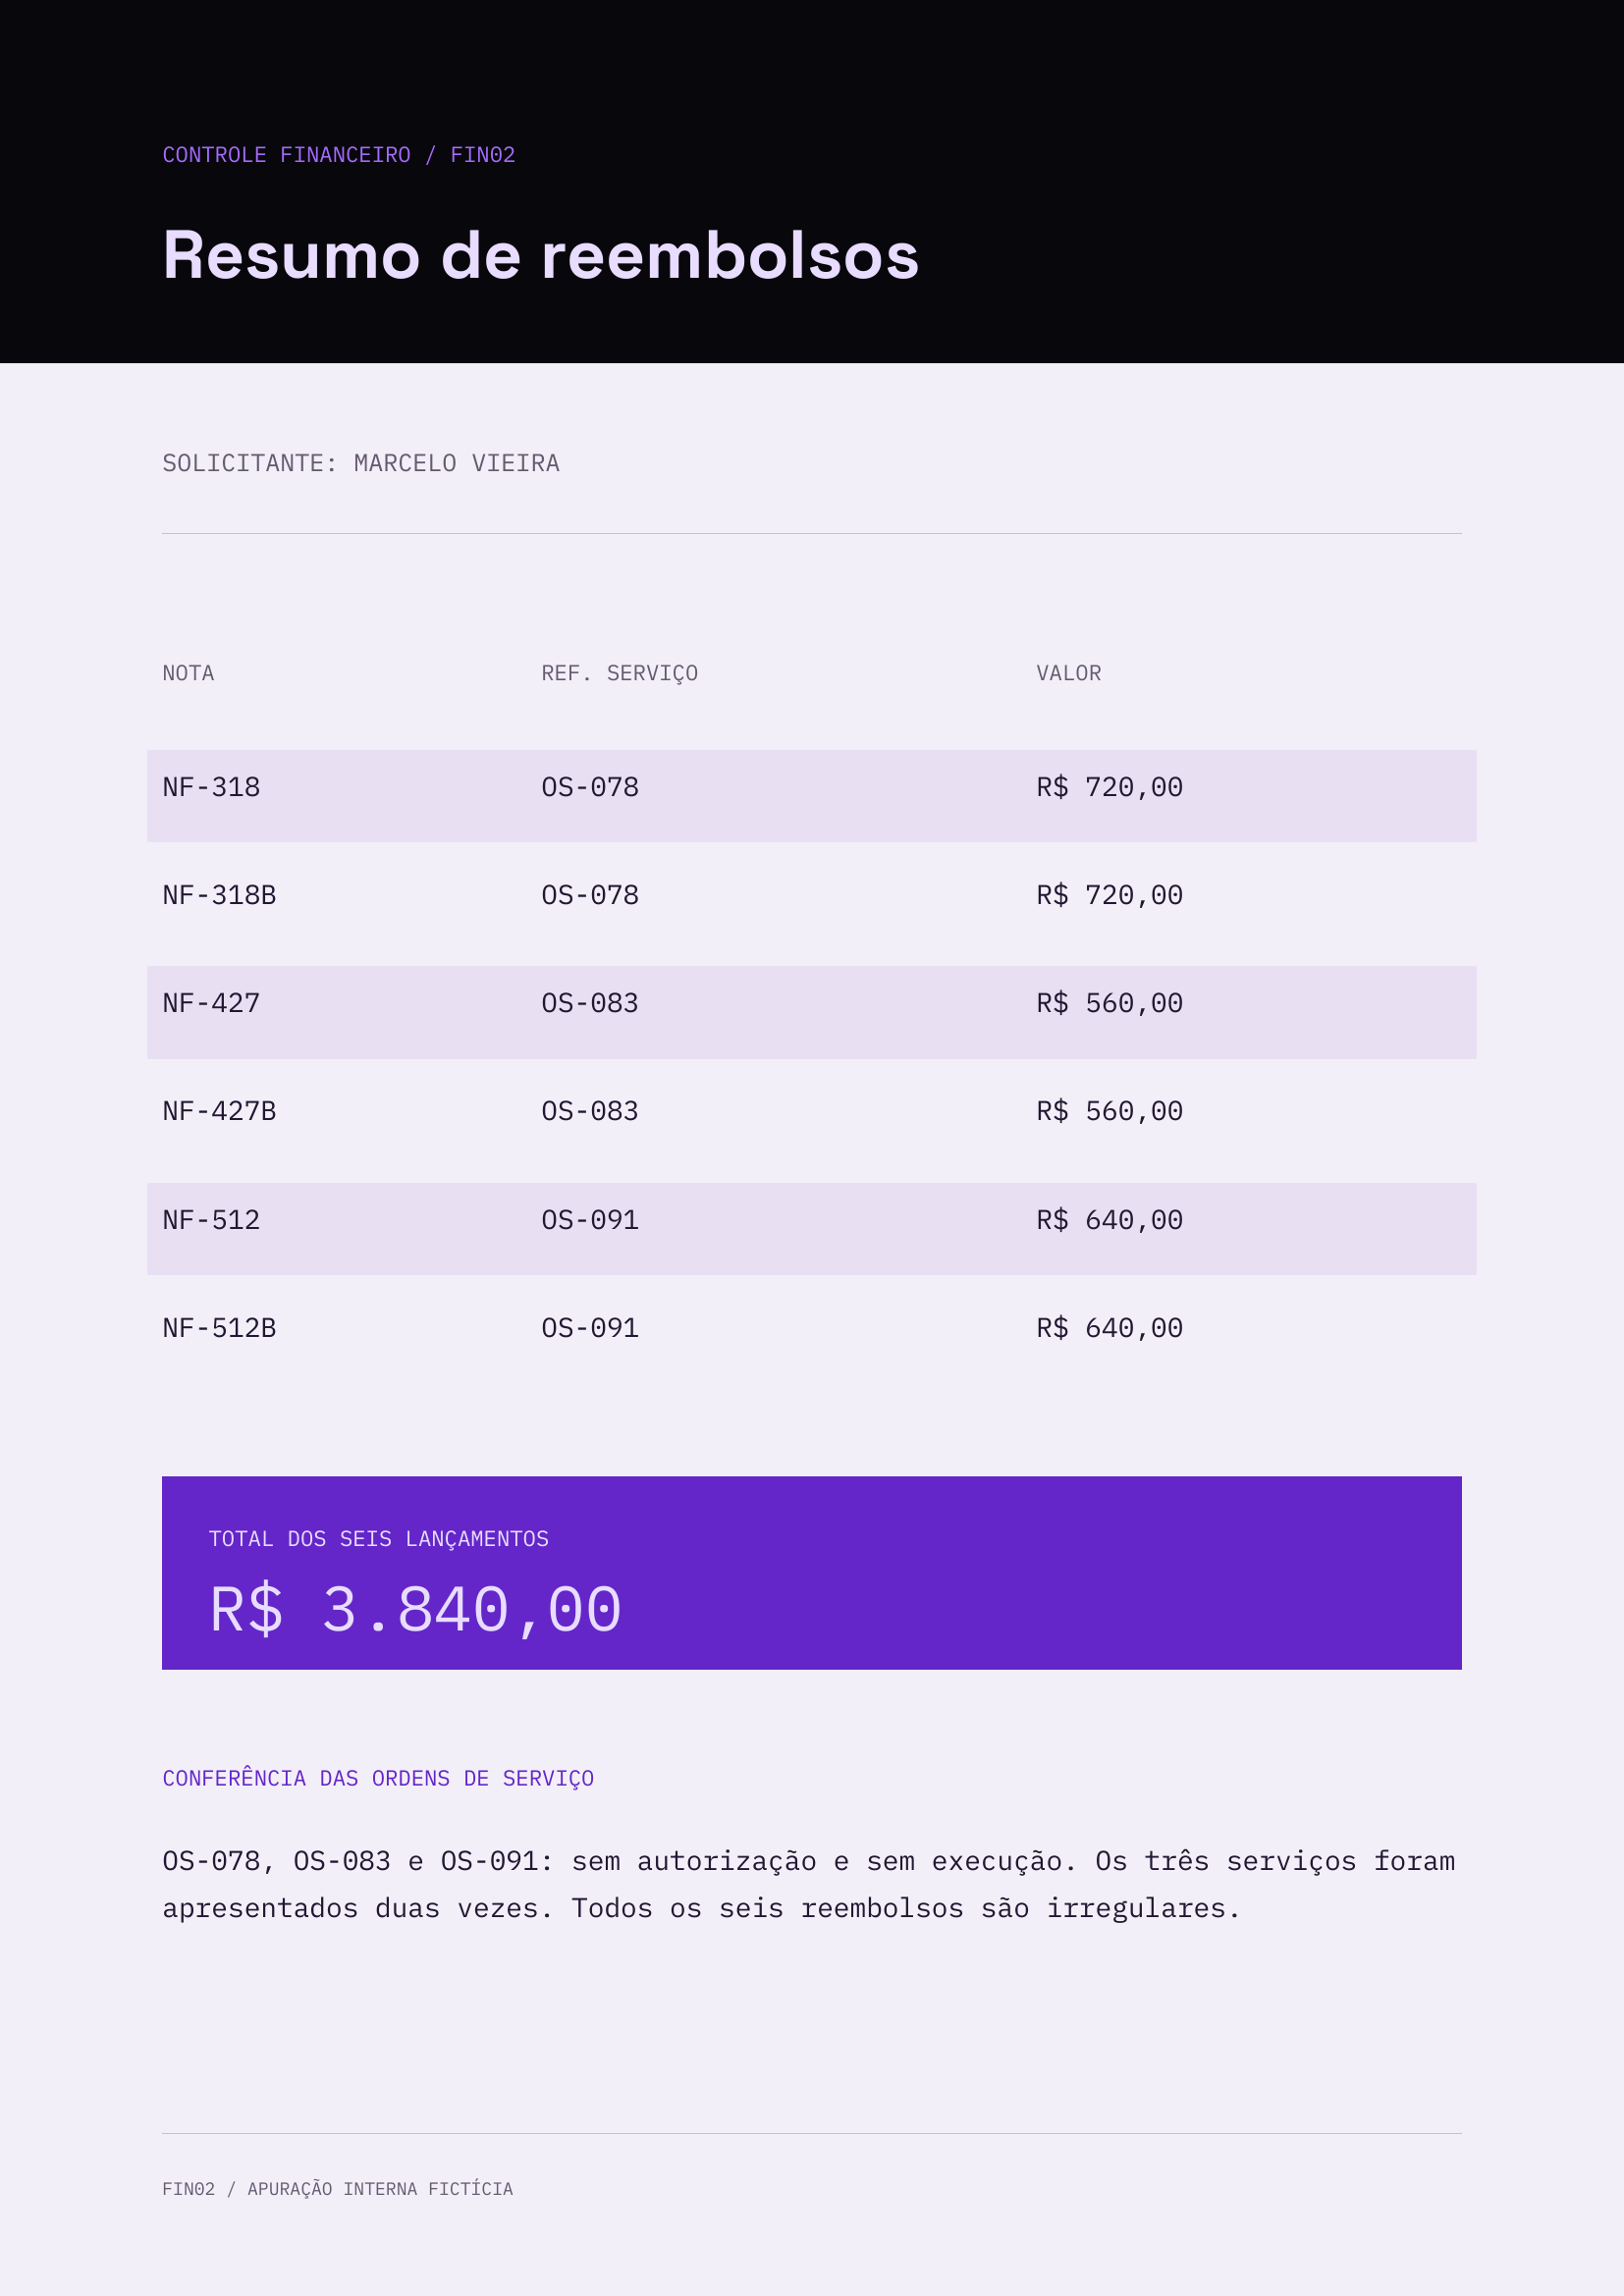 CONTROLE FINANCEIRO / FIN02
Resumo de reembolsos
SOLICITANTE: MARCELO VIEIRA
NOTA REF. SERVIÇO VALOR
NF-318 OS-078 R$ 720,00
NF-318B OS-078 R$ 720,00
NF-427 OS-083 R$ 560,00
NF-427B OS-083 R$ 560,00
NF-512 OS-091 R$ 640,00
NF-512B OS-091 R$ 640,00
TOTAL DOS SEIS LANÇAMENTOS
R$ 3.840,00
CONFERÊNCIA DAS ORDENS DE SERVIÇO
OS-078, OS-083 e OS-091: sem autorização e sem execução. Os três serviços foram
apresentados duas vezes. Todos os seis reembolsos são irregulares.
FIN02 / APURAÇÃO INTERNA FICTÍCIA